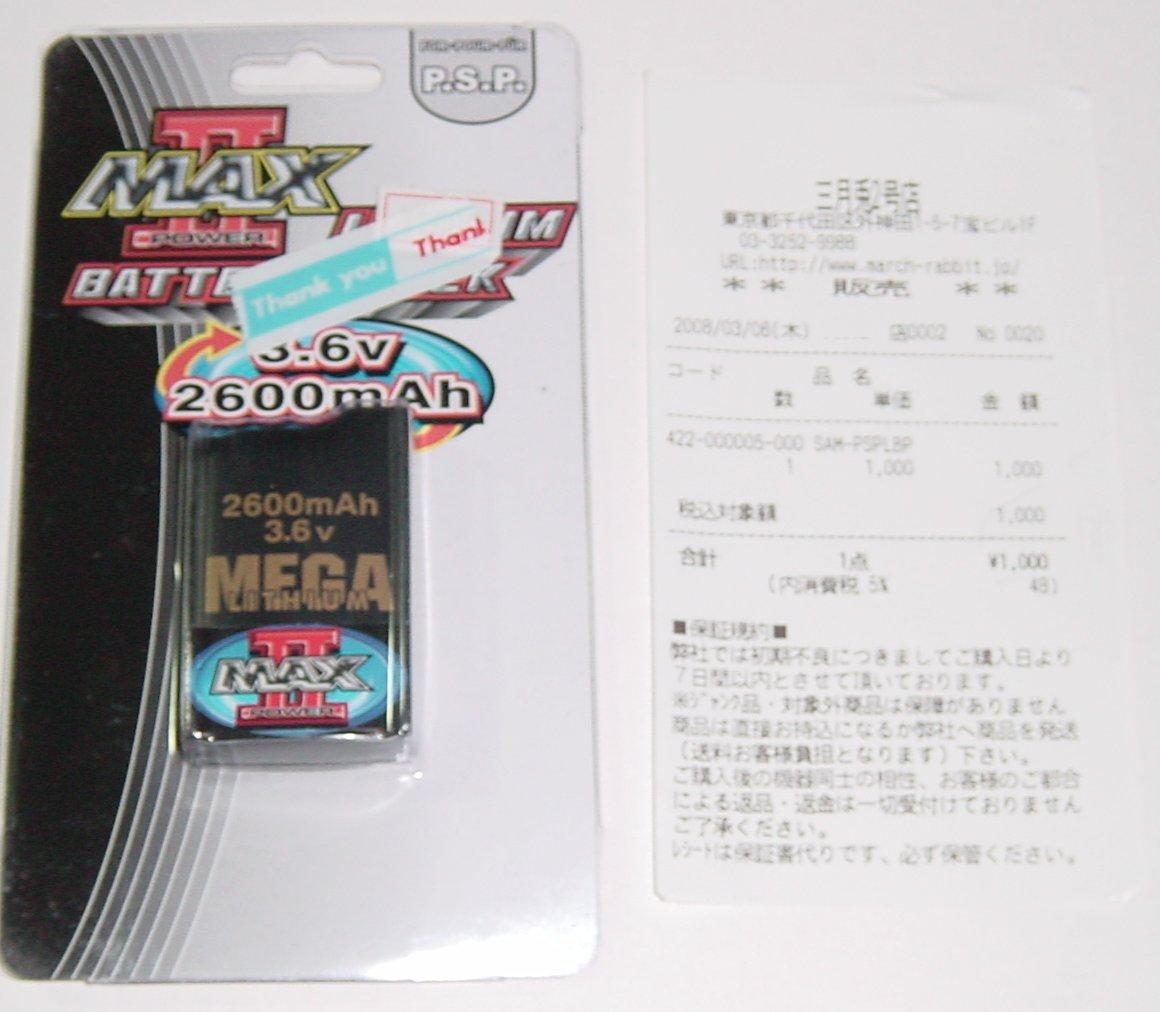 FOR·POUR·FÜR
P.S.P.
II
MAX
POWER
BATTE
Thank you
Thank
3.6v
2600mAh
2600mAh
3.6v
MEGA
LITHIUM
II
MAX
POWER
三月兎2号店
東京都千代田区外神田1-5-7宝ビル1F
03-3252-9988
URL:http://www.march-rabbit.jp/
** 販売 **
2008/03/06(木) 店0002 No 0020
コード 品 名
数 単価 金 額
422-000005-000 SAM-PSPLBP
1 1,000 1,000
税込対象額 1,000
合計 1点 ¥1,000
(内消費税 5% 48)
■保証規約■
弊社では初期不良につきましてご購入日より
7日間以内とさせて頂いております。
※ジャンク品・対象外商品は保障がありません
商品は直接お持込になるか弊社へ商品を発送
(送料お客様負担となります)下さい。
ご購入後の機器同士の相性、お客様のご都合
による返品・返金は一切受付けておりません
ご了承ください。
レシートは保証書代りです、必ず保管ください。